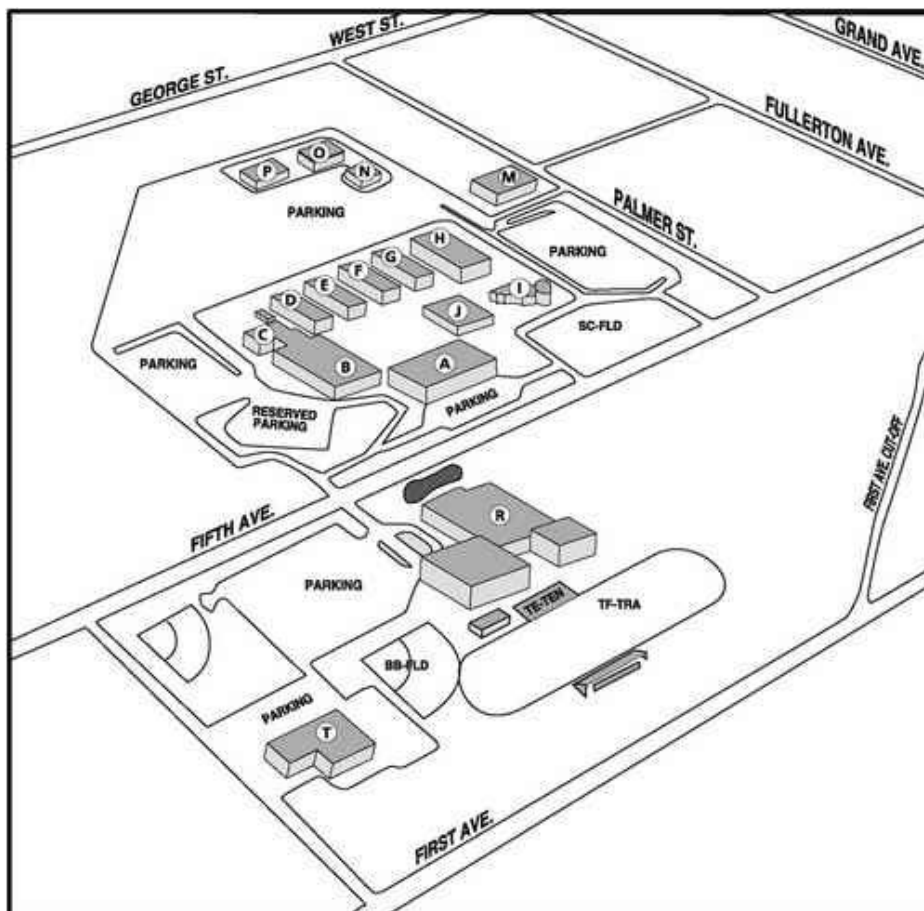 GRAND AVE.
WEST ST.
GEORGE ST.
FULLERTON AVE.
O
P
N
M
PARKING
PALMER ST.
H
PARKING
G
F
I
E
D
J
SC-FLD
C
PARKING
B
A
PARKING
RESERVED
PARKING
FIRST AVE. CUT-OFF
FIFTH AVE.
R
PARKING
TE-TEN
TF-TRA
BB-FLD
PARKING
T
FIRST AVE.